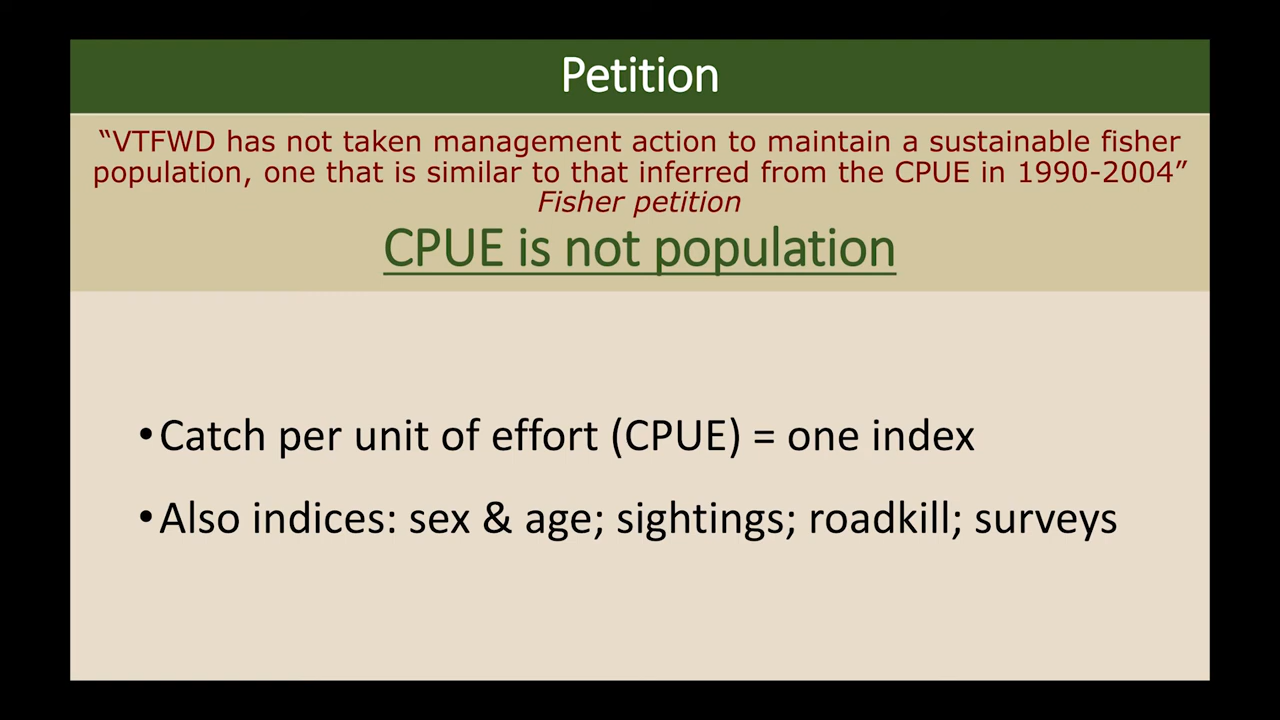 Petition
“VTFWD has not taken management action to maintain a sustainable fisher
population, one that is similar to that inferred from the CPUE in 1990-2004”
Fisher petition
CPUE is not population
•Catch per unit of effort (CPUE) = one index
•Also indices: sex & age; sightings; roadkill; surveys